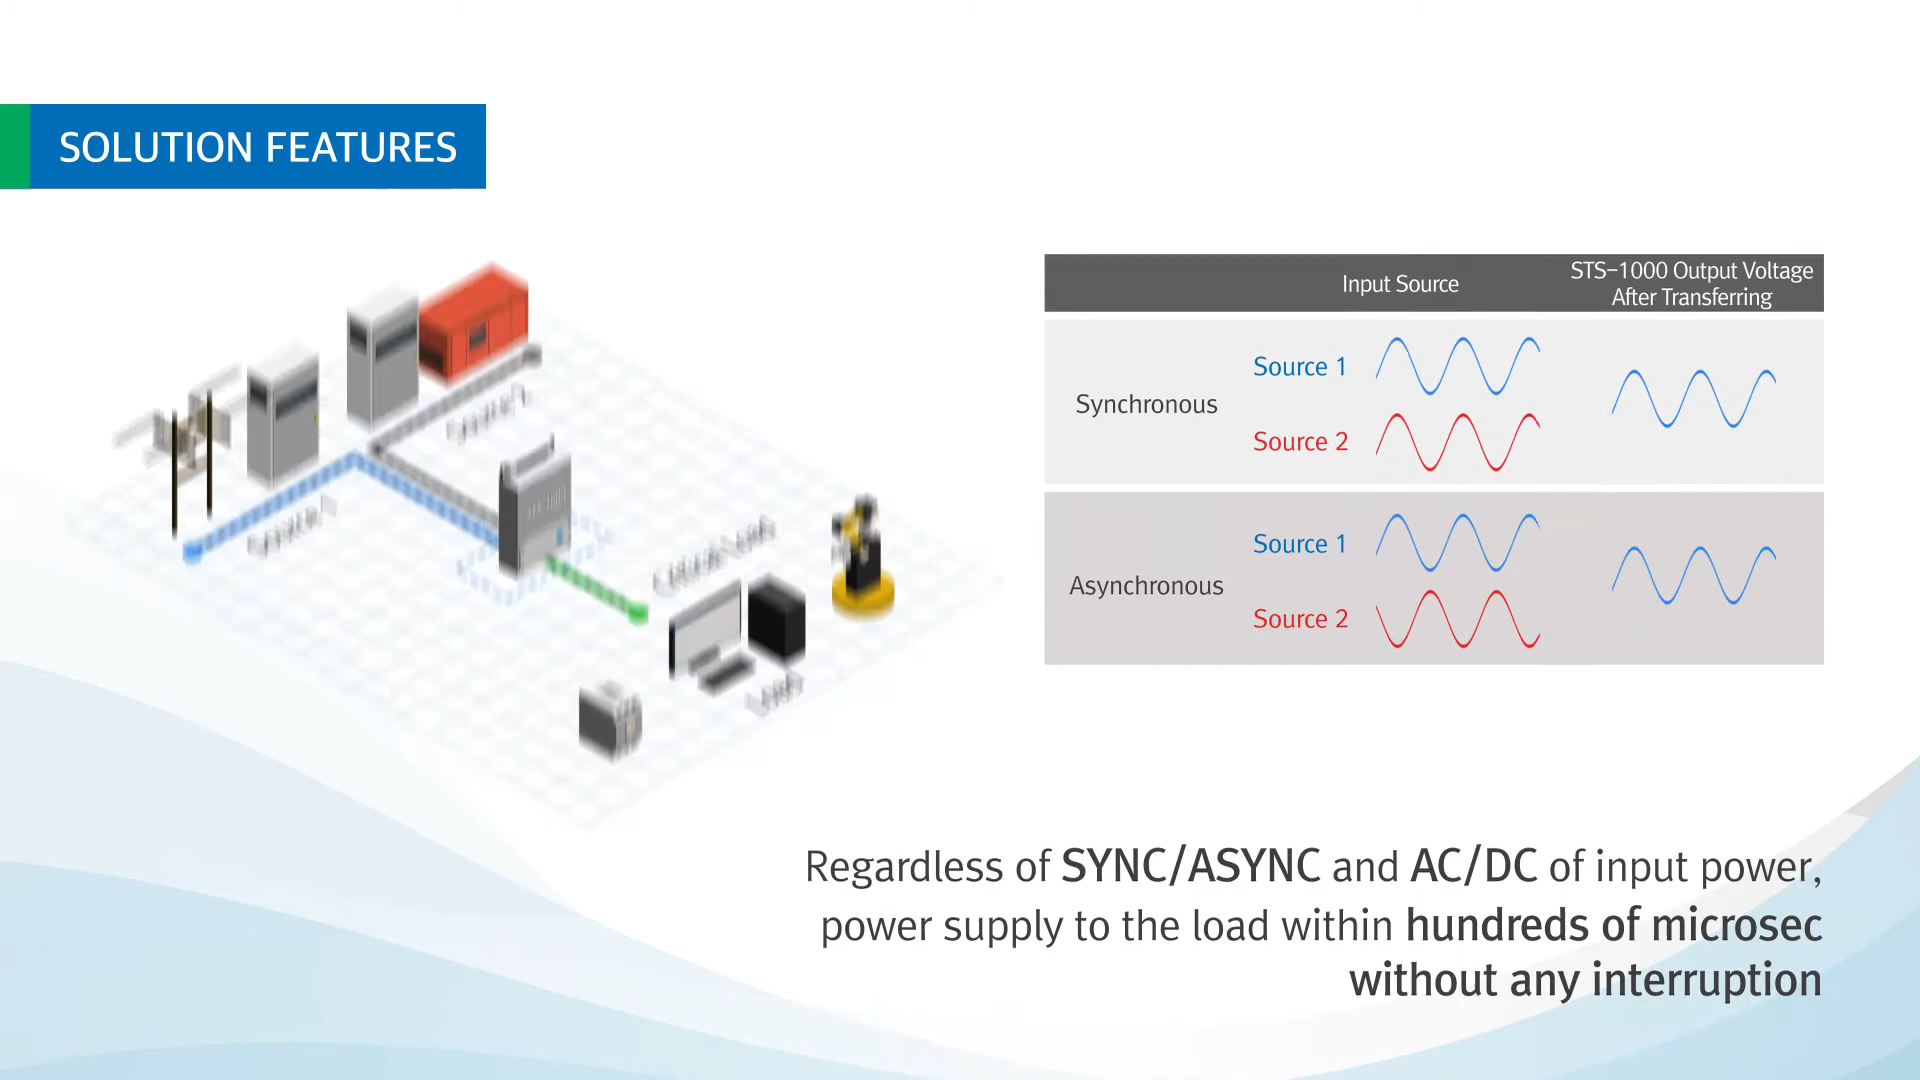 SOLUTION FEATURES
Input Source
STS-1000 Output Voltage
After Transferring
Synchronous
Source 1
Source 2
Asynchronous
Source 1
Source 2
Regardless of SYNC/ASYNC and AC/DC of input power,
power supply to the load within hundreds of microsec
without any interruption